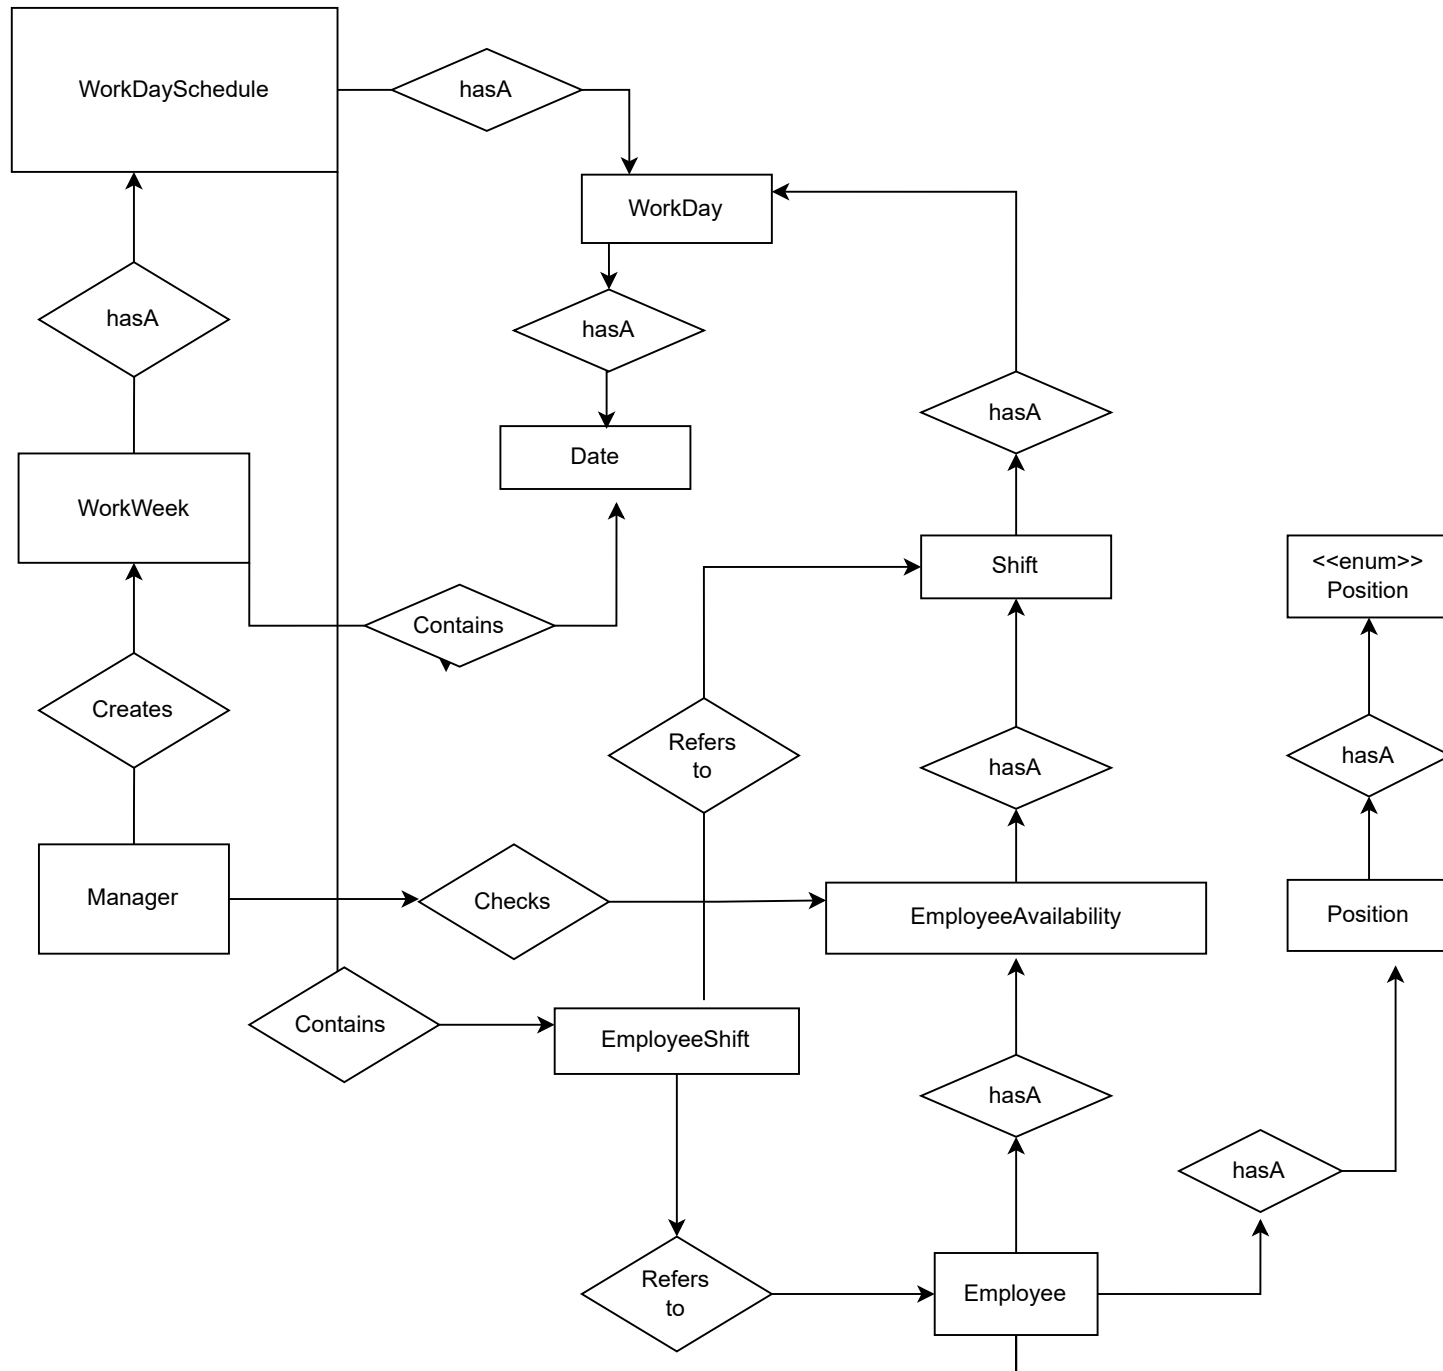 WorkDaySchedule
hasA
WorkDay
hasA
hasA
hasA
Date
WorkWeek
Shift
<<enum>>
Position
Contains
Creates
Refers
to
hasA
hasA
Manager
Checks
EmployeeAvailability
Position
Contains
EmployeeShift
hasA
hasA
Refers
to
Employee